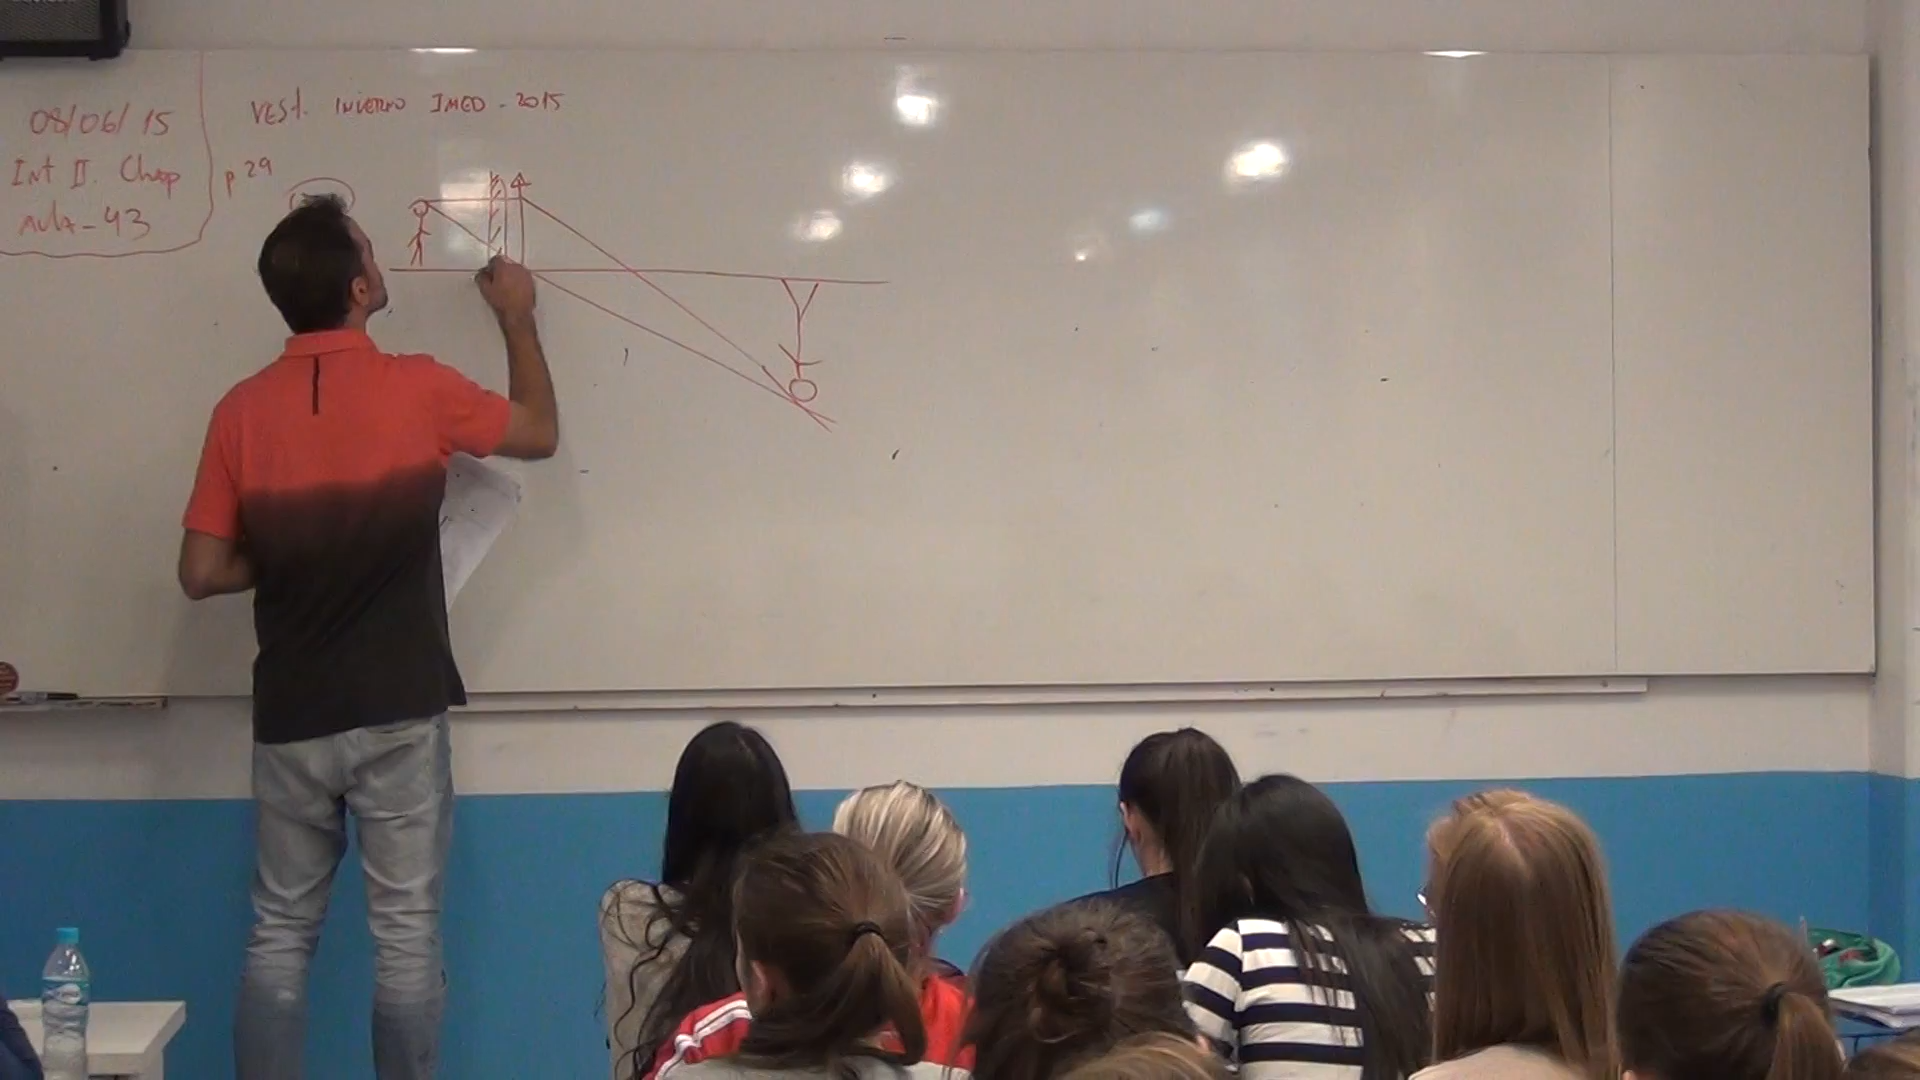 08/06/15
Int II. Chap
Aula - 43
VEST. INVERNO IMED - 2015
p 29